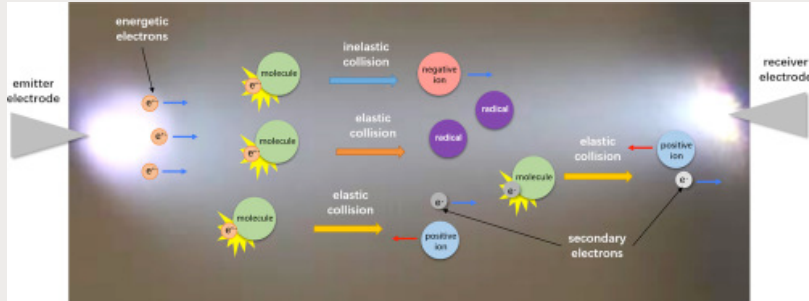 energetic
electrons
emitter
electrode
receiver
electrode
e⁻
e⁻
e⁻
molecule
e⁻
inelastic
collision
negative
ion
radical
radical
molecule
e⁻
elastic
collision
molecule
e⁻
elastic
collision
positive
ion
e⁻
molecule
e⁻
elastic
collision
e⁻
positive
ion
secondary
electrons